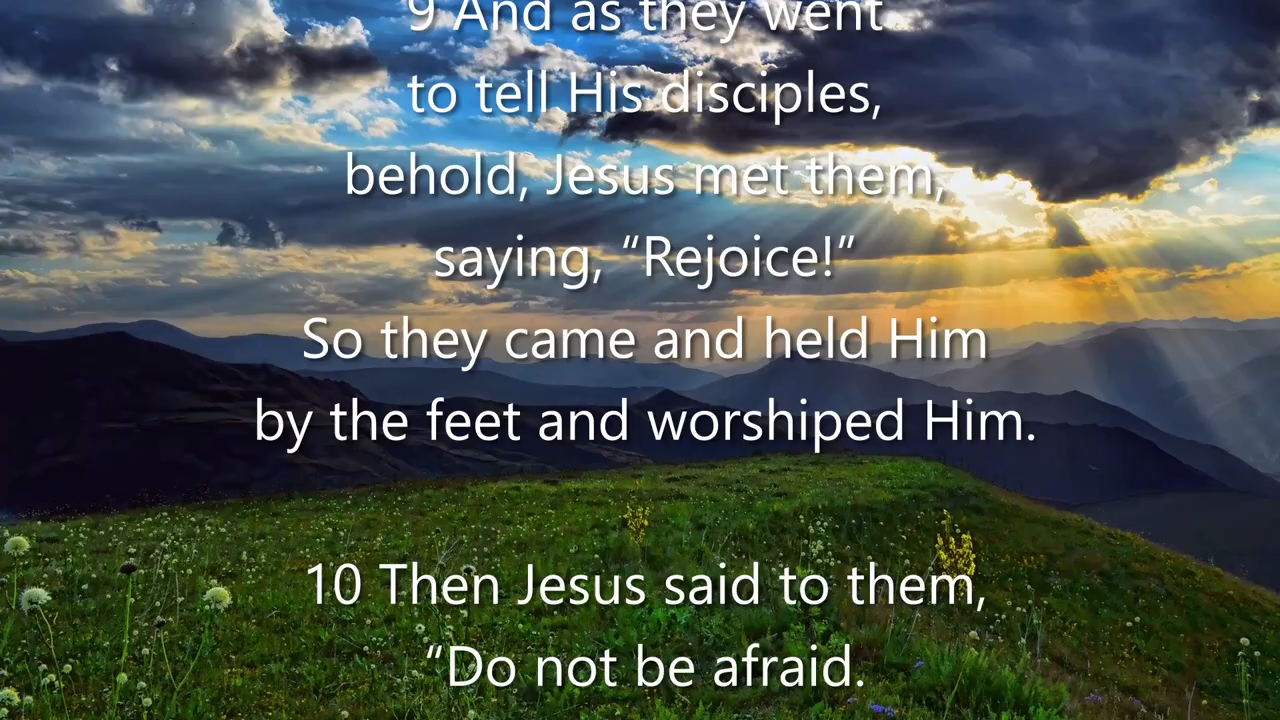 9 And as they went
to tell His disciples,
behold, Jesus met them,
saying, “Rejoice!”
So they came and held Him
by the feet and worshiped Him.
10 Then Jesus said to them,
“Do not be afraid.